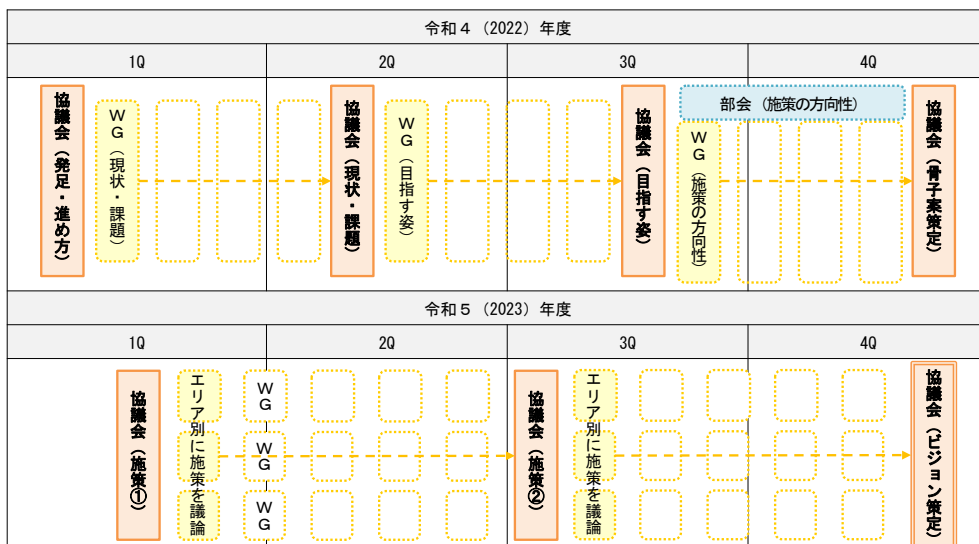 令和４（2022）年度
1Q
2Q
3Q
4Q
協議会（発足・進め方）
ＷＧ（現状・課題）
協議会（現状・課題）
ＷＧ（目指す姿）
協議会（目指す姿）
部会（施策の方向性）
ＷＧ（施策の方向性）
協議会（骨子案策定）
令和５（2023）年度
1Q
2Q
3Q
4Q
協議会（施策①）
エリア別に施策を議論
ＷＧ
ＷＧ
ＷＧ
協議会（施策②）
エリア別に施策を議論
協議会（ビジョン策定）